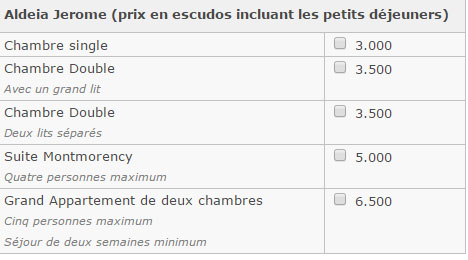 Aldeia Jerome (prix en escudos incluant les petits déjeuners)
Chambre single 3.000
Chambre Double 3.500
Avec un grand lit
Chambre Double 3.500
Deux lits séparés
Suite Montmorency 5.000
Quatre personnes maximum
Grand Appartement de deux chambres 6.500
Cinq personnes maximum
Séjour de deux semaines minimum